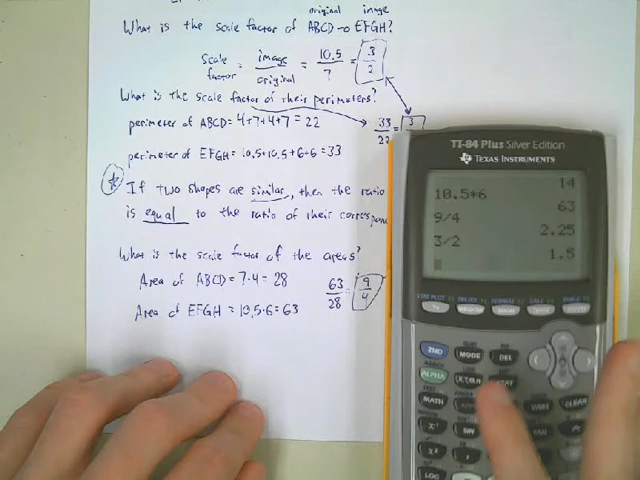 original image
What is the scale factor of ABCD → EFGH?
scale factor = image / original = 10.5 / 7 = 3 / 2
What is the scale factor of their perimeters?
perimeter of ABCD = 4+7+4+7 = 22
33 / 22 = 3
perimeter of EFGH = 10.5+10.5+6+6 = 33
If two shapes are similar, then the ratio
is equal to the ratio of their
What is the scale factor of the areas?
Area of ABCD = 7·4 = 28
63 / 28 = 9 / 4
Area of EFGH = 10.5·6 = 63
TI-84 Plus Silver Edition
TEXAS INSTRUMENTS
14
10.5*6
63
9/4
2.25
3/2
1.5
2ND
MODE
DEL
ALPHA
X,T,θ,n
STAT
MATH
CLEAR
SIN